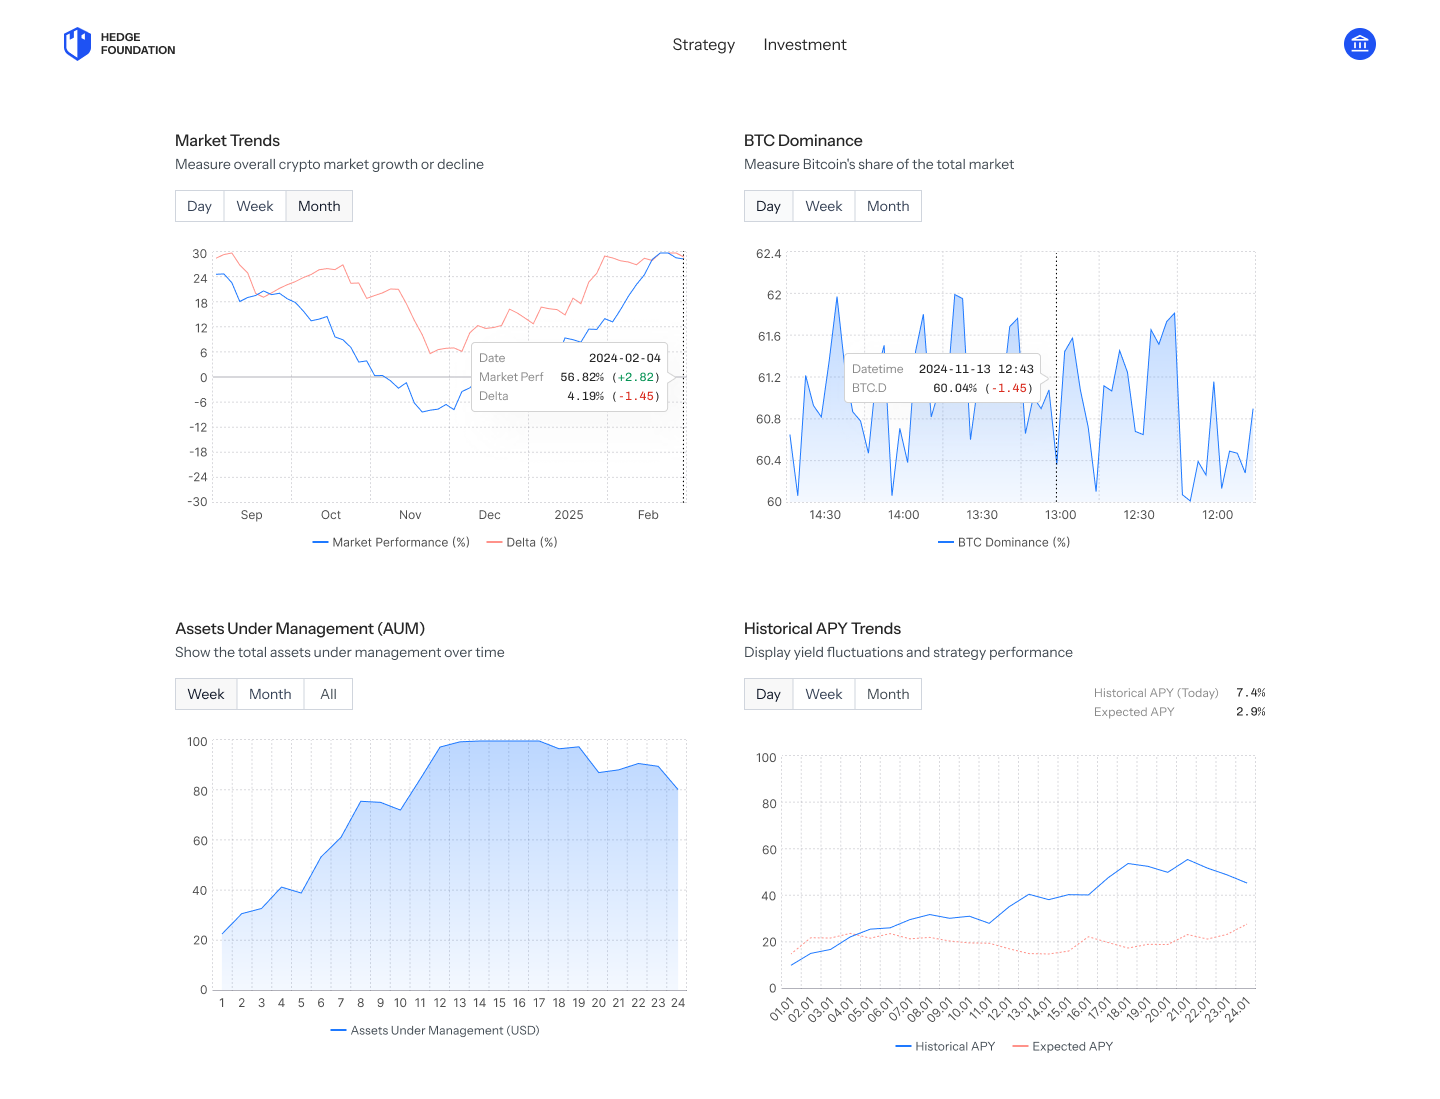 HEDGE
FOUNDATION
Strategy Investment
Market Trends
Measure overall crypto market growth or decline
Day Week Month
30
24
18
12
6
0
-6
-12
-18
-24
-30
Date 2024-02-04
Market Perf 56.82% (+2.82)
Delta 4.19% (-1.45)
Sep Oct Nov Dec 2025 Feb
Market Performance (%) Delta (%)
BTC Dominance
Measure Bitcoin's share of the total market
Day Week Month
62.4
62
61.6
61.2
60.8
60.4
60
Datetime 2024-11-13 12:43
BTC.D 60.04% (-1.45)
14:30 14:00 13:30 13:00 12:30 12:00
BTC Dominance (%)
Assets Under Management (AUM)
Show the total assets under management over time
Week Month All
100
80
60
40
20
0
1 2 3 4 5 6 7 8 9 10 11 12 13 14 15 16 17 18 19 20 21 22 23 24
Assets Under Management (USD)
Historical APY Trends
Display yield fluctuations and strategy performance
Day Week Month
Historical APY (Today) 7.4%
Expected APY 2.9%
100
80
60
40
20
0
01.01 02.01 03.01 04.01 05.01 06.01 07.01 08.01 09.01 10.01 11.01 12.01 13.01 14.01 15.01 16.01 17.01 18.01 19.01 20.01 21.01 22.01 23.01 24.01
Historical APY Expected APY